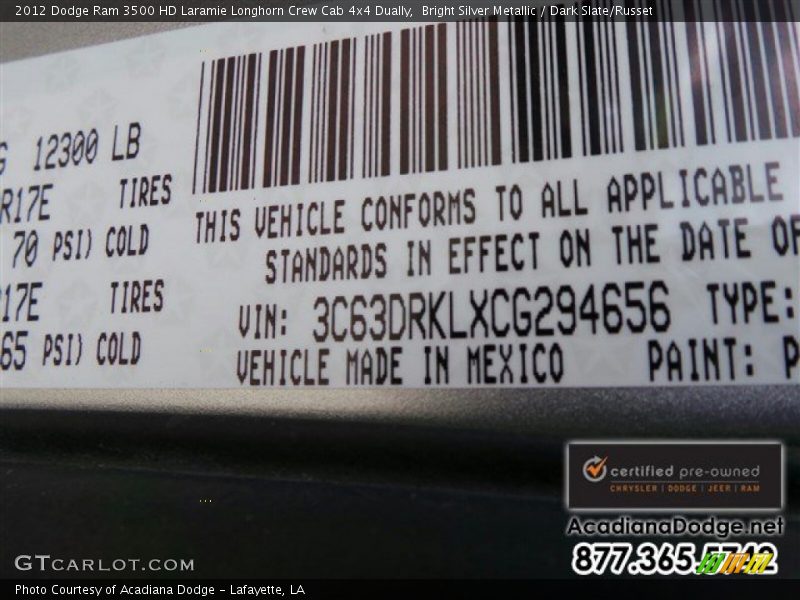 2012 Dodge Ram 3500 HD Laramie Longhorn Crew Cab 4x4 Dually,  Bright Silver Metallic / Dark Slate/Russet
G 12300 LB
R17E TIRES
70 PSI) COLD
R17E TIRES
65 PSI) COLD
THIS VEHICLE CONFORMS TO ALL APPLICABLE
STANDARDS IN EFFECT ON THE DATE OF
VIN: 3C63DRKLXCG294656 TYPE:
VEHICLE MADE IN MEXICO PAINT: P
certified pre-owned
CHRYSLER | DODGE | JEEP | RAM
AcadianaDodge.net
877.365.5742
GTCARLOT.COM
Photo Courtesy of Acadiana Dodge - Lafayette, LA